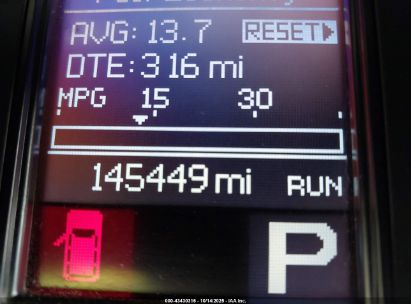 AVG: 13.7 RESET
DTE: 316 mi
MPG 15 30
145449 mi RUN
P
000-43430316 - 10/14/2025 - IAA Inc.